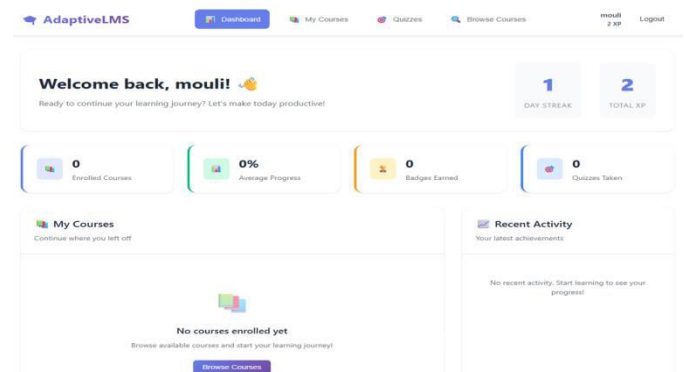 AdaptiveLMS
Dashboard
My Courses
Quizzes
Browse Courses
mouli
2 XP
Logout
Welcome back, mouli!
Ready to continue your learning journey? Let's make today productive!
1
DAY STREAK
2
TOTAL XP
0
Enrolled Courses
0%
Average Progress
0
Badges Earned
0
Quizzes Taken
My Courses
Continue where you left off
No courses enrolled yet
Browse available courses and start your learning journey!
Browse Courses
Recent Activity
Your latest achievements
No recent activity. Start learning to see your
progress!